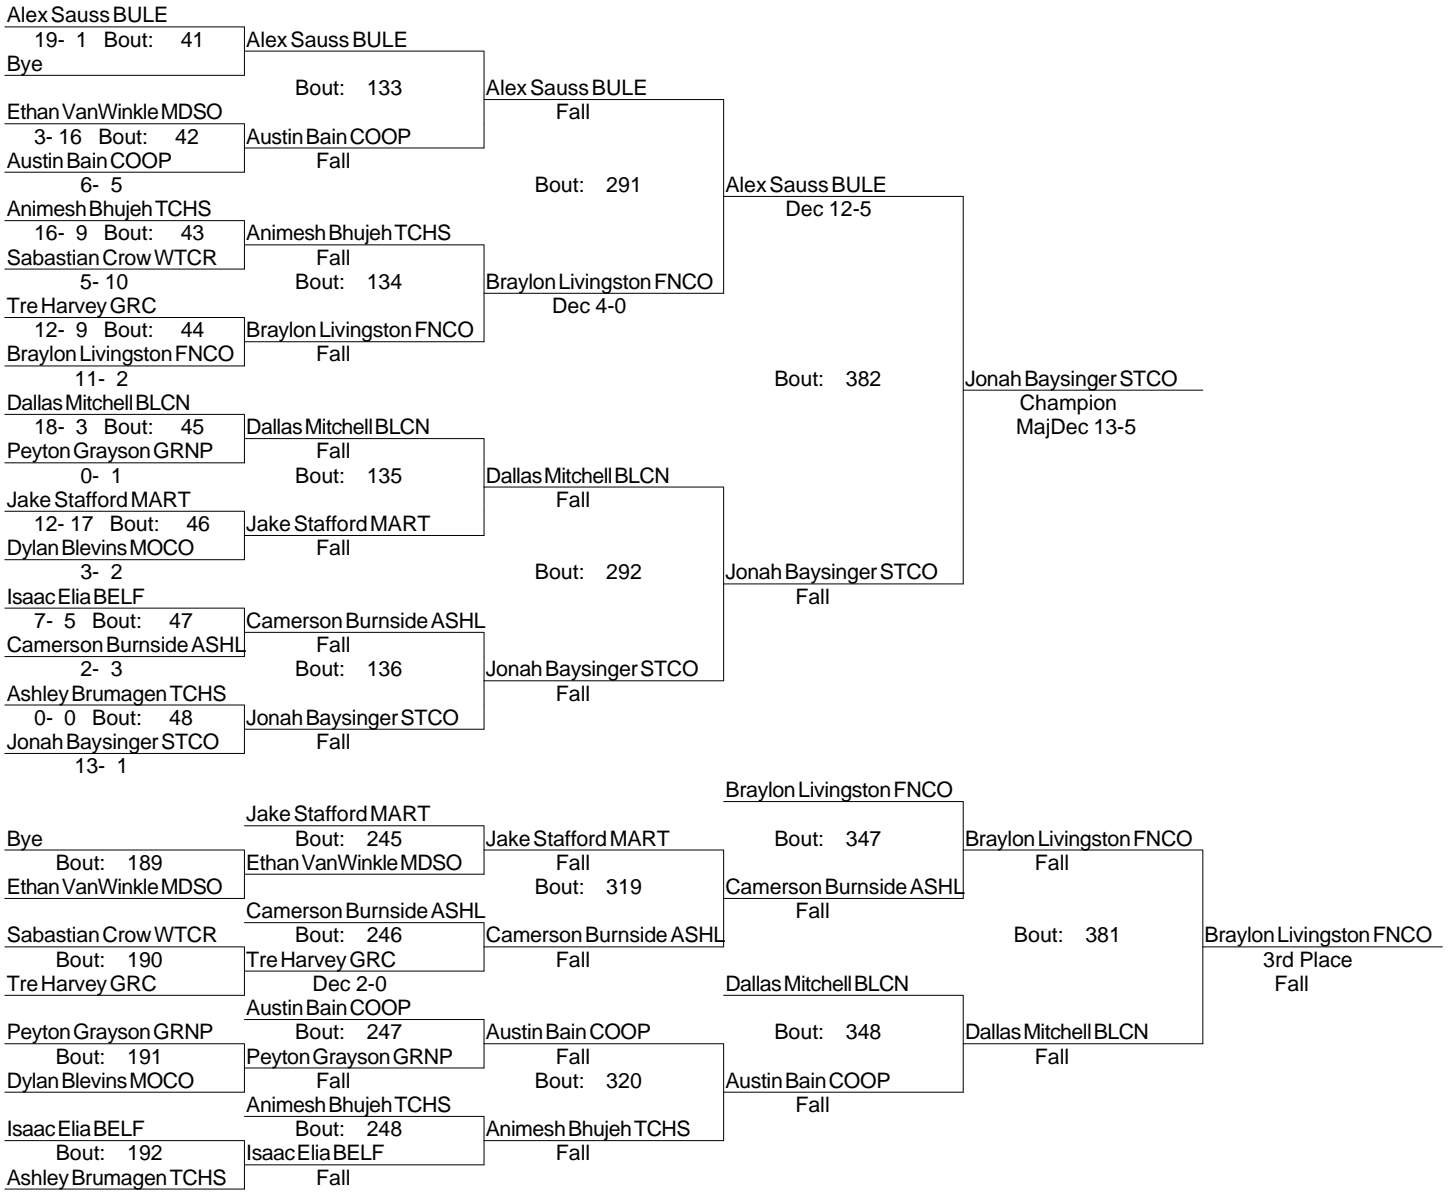 Alex Sauss BULE
19- 1 Bout: 41
Alex Sauss BULE
Bye
Bout: 133
Alex Sauss BULE
Ethan VanWinkle MDSO
Fall
3- 16 Bout: 42
Austin Bain COOP
Austin Bain COOP
Fall
6- 5
Bout: 291
Alex Sauss BULE
Animesh Bhujeh TCHS
Dec 12-5
16- 9 Bout: 43
Animesh Bhujeh TCHS
Sabastian Crow WTCR
Fall
5- 10
Bout: 134
Braylon Livingston FNCO
Tre Harvey GRC
Dec 4-0
12- 9 Bout: 44
Braylon Livingston FNCO
Braylon Livingston FNCO
Fall
11- 2
Bout: 382
Jonah Baysinger STCO
Dallas Mitchell BLCN
Champion
18- 3 Bout: 45
Dallas Mitchell BLCN
MajDec 13-5
Peyton Grayson GRNP
Fall
0- 1
Bout: 135
Dallas Mitchell BLCN
Jake Stafford MART
Fall
12- 17 Bout: 46
Jake Stafford MART
Dylan Blevins MOCO
Fall
3- 2
Bout: 292
Jonah Baysinger STCO
Isaac Elia BELF
Fall
7- 5 Bout: 47
Camerson Burnside ASHL
Camerson Burnside ASHL
Fall
2- 3
Bout: 136
Jonah Baysinger STCO
Ashley Brumagen TCHS
Fall
0- 0 Bout: 48
Jonah Baysinger STCO
Jonah Baysinger STCO
Fall
13- 1
Braylon Livingston FNCO
Jake Stafford MART
Bye
Bout: 245
Jake Stafford MART
Bout: 347
Braylon Livingston FNCO
Bout: 189
Ethan VanWinkle MDSO
Fall
Fall
Ethan VanWinkle MDSO
Bout: 319
Camerson Burnside ASHL
Camerson Burnside ASHL
Fall
Sabastian Crow WTCR
Bout: 246
Camerson Burnside ASHL
Bout: 381
Braylon Livingston FNCO
Bout: 190
Tre Harvey GRC
Fall
3rd Place
Tre Harvey GRC
Dec 2-0
Dallas Mitchell BLCN
Fall
Austin Bain COOP
Peyton Grayson GRNP
Bout: 247
Austin Bain COOP
Bout: 348
Dallas Mitchell BLCN
Bout: 191
Peyton Grayson GRNP
Fall
Fall
Dylan Blevins MOCO
Fall
Bout: 320
Austin Bain COOP
Animesh Bhujeh TCHS
Fall
Isaac Elia BELF
Bout: 248
Animesh Bhujeh TCHS
Bout: 192
Isaac Elia BELF
Fall
Ashley Brumagen TCHS
Fall